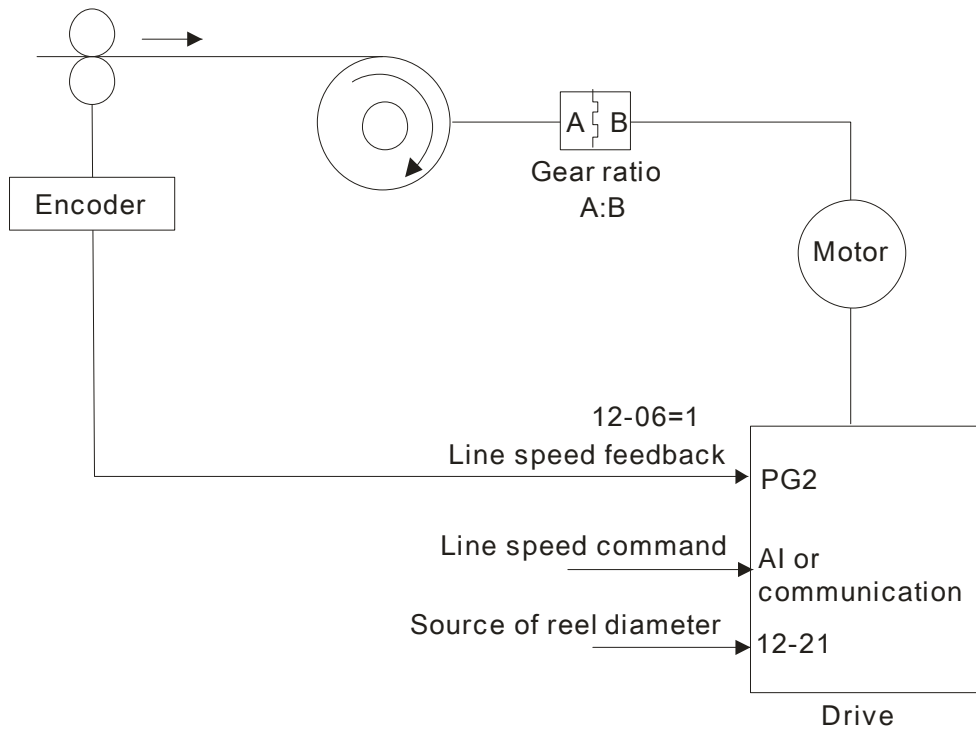 A B
Gear ratio
A:B
Encoder
Motor
12-06=1
Line speed feedback
PG2
Line speed command
AI or
communication
Source of reel diameter
12-21
Drive